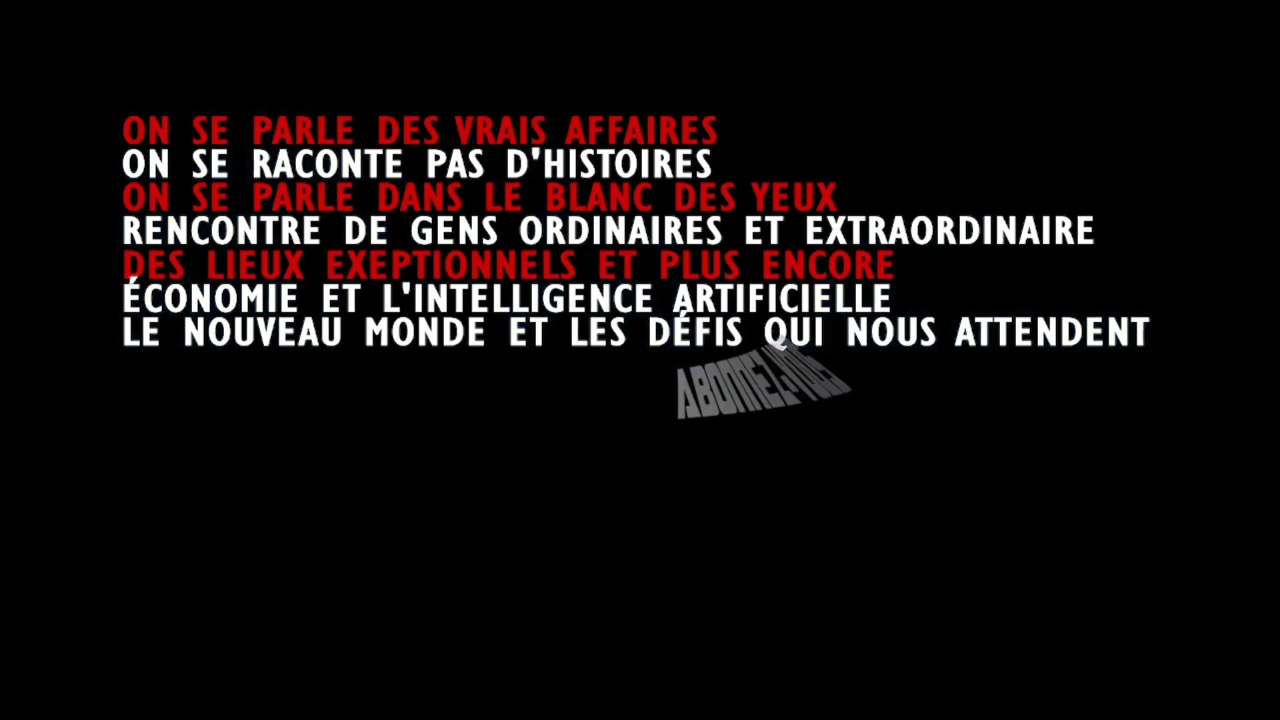 ON SE PARLE DES VRAIS AFFAIRES
ON SE RACONTE PAS D'HISTOIRES
ON SE PARLE DANS LE BLANC DES YEUX
RENCONTRE DE GENS ORDINAIRES ET EXTRAORDINAIRE
DES LIEUX EXEPTIONNELS ET PLUS ENCORE
ÉCONOMIE ET L'INTELLIGENCE ARTIFICIELLE
LE NOUVEAU MONDE ET LES DÉFIS QUI NOUS ATTENDENT
ABONNEZ-VOUS